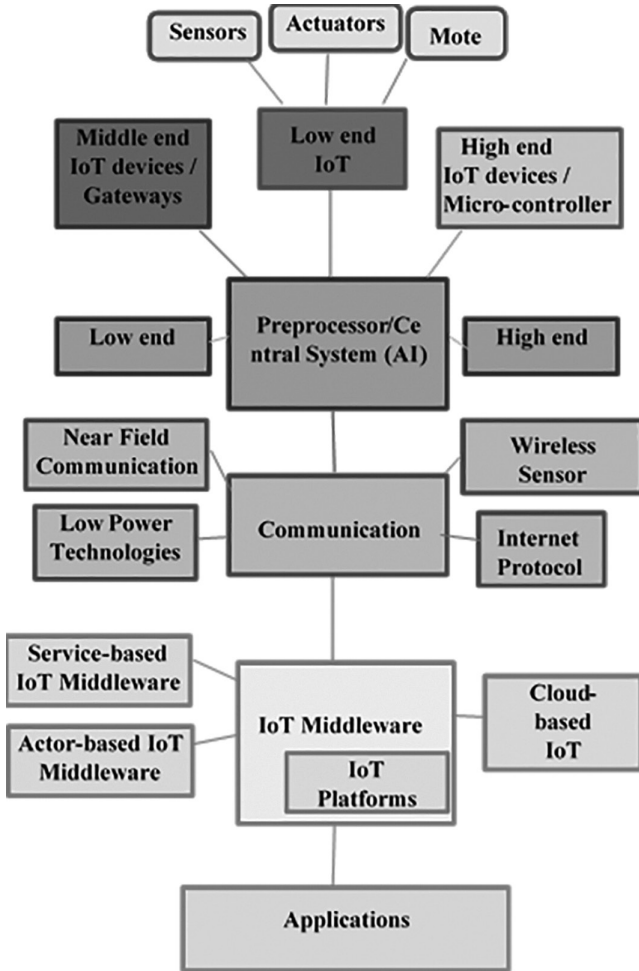 Sensors
Actuators
Mote
Middle end
IoT devices /
Gateways
Low end
IoT
High end
IoT devices /
Micro-controller
Low end
Preprocessor/Ce
ntral System (AI)
High end
Near Field
Communication
Wireless
Sensor
Low Power
Technologies
Communication
Internet
Protocol
Service-based
IoT Middleware
IoT Middleware
Cloud-
based
IoT
Actor-based IoT
Middleware
IoT
Platforms
Applications